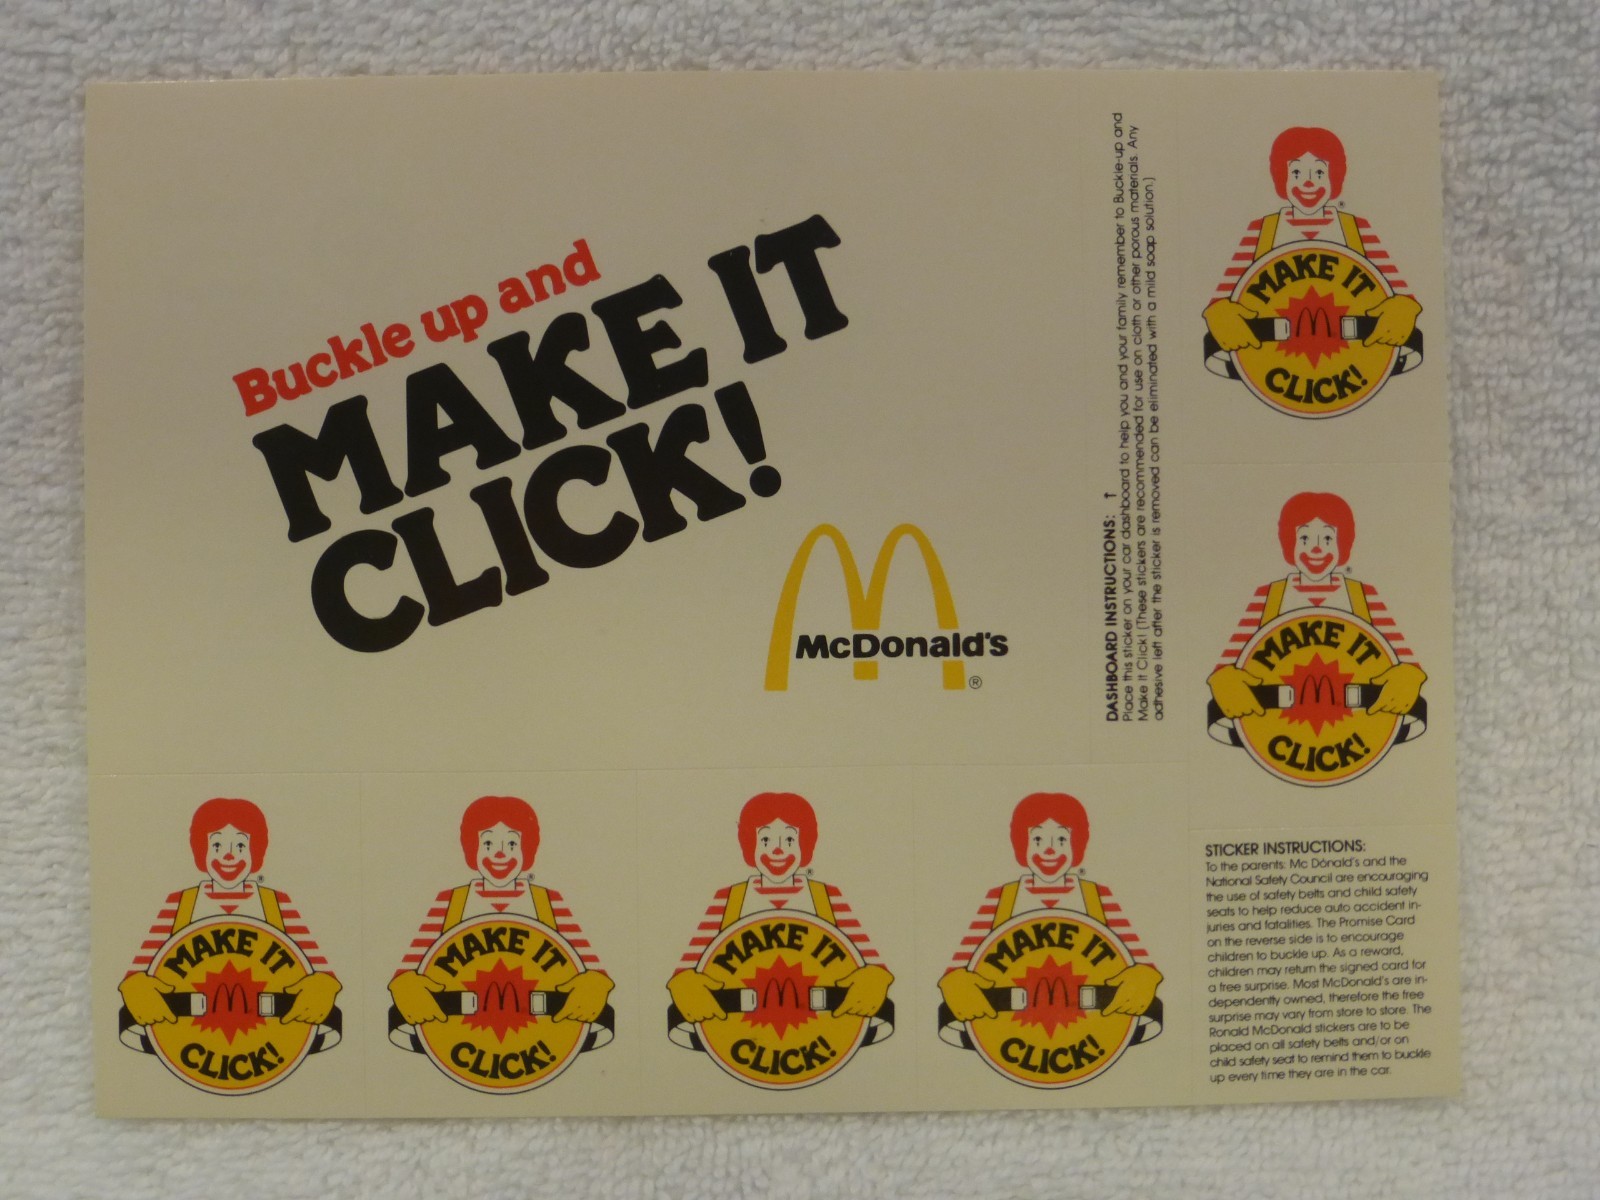 Buckle up and
MAKE IT
CLICK!
McDonald's
®
DASHBOARD INSTRUCTIONS: ↑
Place this sticker on your car dashboard to help you and your family remember to Buckle-up and
Make It Click! (These stickers are recommended for use on cloth or other porous materials. Any
adhesive left after the sticker is removed can be eliminated with a mild soap solution.)
®
MAKE IT
CLICK!
®
MAKE IT
CLICK!
®
MAKE IT
CLICK!
®
MAKE IT
CLICK!
®
MAKE IT
CLICK!
®
MAKE IT
CLICK!
STICKER INSTRUCTIONS:
To the parents: Mc Donald's and the
National Safety Council are encouraging
the use of safety belts and child safety
seats to help reduce auto accident in-
juries and fatalities. The Promise Card
on the reverse side is to encourage
children to buckle up. As a reward,
children may return the signed card for
a free surprise. Most McDonald's are in-
dependently owned, therefore the free
surprise may vary from store to store. The
Ronald McDonald stickers are to be
placed on all safety belts and/or on
child safety seat to remind them to buckle
up every time they are in the car.